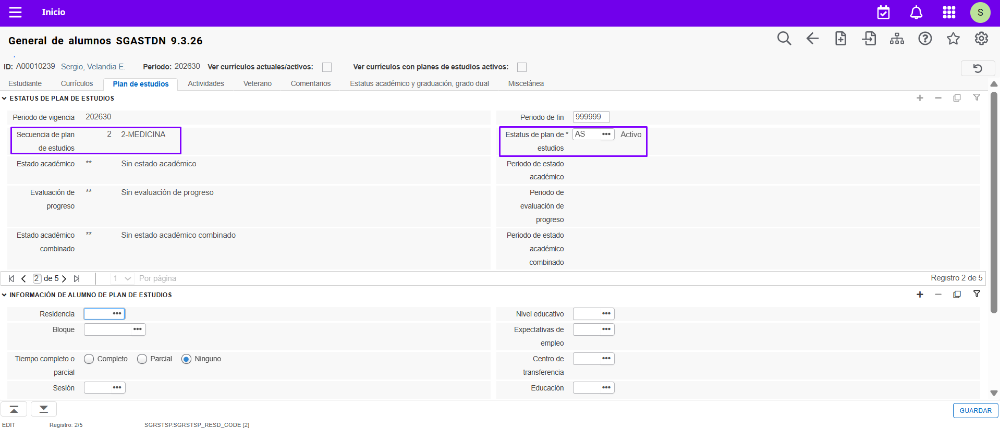 Inicio
S
General de alumnos SGASTDN 9.3.26
ID: A00010239 Sergio, Velandia E. Periodo: 202630 Ver currículos actuales/activos: Ver currículos con planes de estudios activos:
Estudiante Currículos Plan de estudios Actividades Veterano Comentarios Estatus académico y graduación, grado dual Miscelánea
ESTATUS DE PLAN DE ESTUDIOS
Periodo de vigencia 202630 Periodo de fin 999999
Secuencia de plan 2 2-MEDICINA Estatus de plan de * AS ••• Activo
de estudios estudios
Estado académico ** Sin estado académico Periodo de estado
académico
Evaluación de ** Sin evaluación de progreso Periodo de
progreso evaluación de
progreso
Estado académico ** Sin estado académico combinado Periodo de estado
combinado académico
combinado
2 de 5 1 Por página Registro 2 de 5
INFORMACIÓN DE ALUMNO DE PLAN DE ESTUDIOS
Residencia ••• Nivel educativo •••
Bloque ••• Expectativas de •••
empleo
Tiempo completo o Completo Parcial Ninguno Centro de •••
parcial transferencia
Sesión ••• Educación •••
GUARDAR
EDIT Registro: 2/5 SGRSTSP.SGRSTSP_RESD_CODE [2]